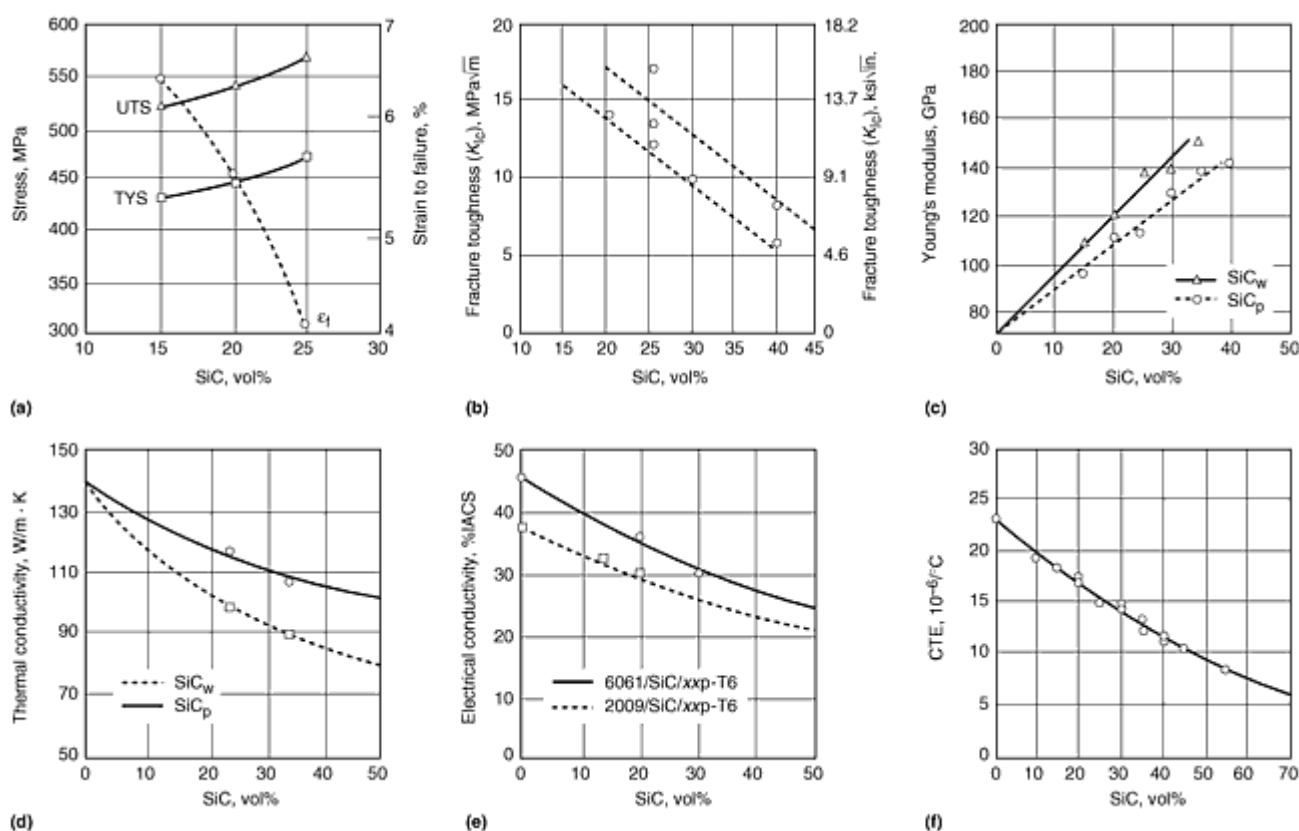 600
550
500
450
400
350
300
Stress, MPa
UTS
TYS
εf
7
6
5
4
Strain to failure, %
10 15 20 25 30
SiC, vol%
(a)
20
15
10
5
0
Fracture toughness (KIc), MPa√m
18.2
13.7
9.1
4.6
0
Fracture toughness (KIc), ksi√in.
10 15 20 25 30 35 40 45
SiC, vol%
(b)
200
180
160
140
120
100
80
Young's modulus, GPa
SiCw
SiCp
0 10 20 30 40 50
SiC, vol%
(c)
150
130
110
90
70
50
Thermal conductivity, W/m · K
SiCw
SiCp
0 10 20 30 40 50
SiC, vol%
(d)
50
40
30
20
10
0
Electrical conductivity, %IACS
6061/SiC/xxp-T6
2009/SiC/xxp-T6
0 10 20 30 40 50
SiC, vol%
(e)
30
25
20
15
10
5
0
CTE, 10⁻⁶/°C
0 10 20 30 40 50 60 70
SiC, vol%
(f)